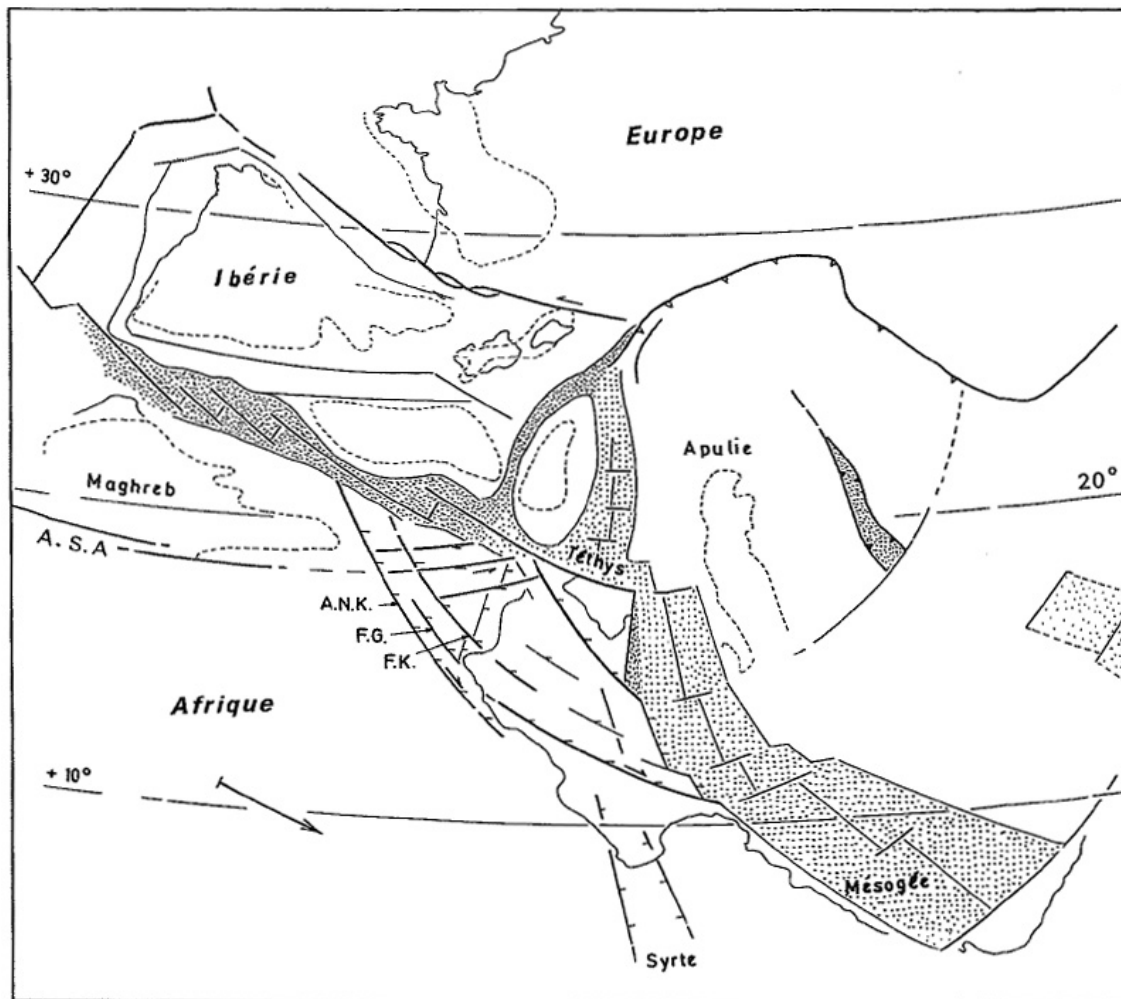 Europe
+ 30°
Ibérie
Apulie
Maghreb
20°
A.S.A
Téthys
A.N.K.
F.G.
F.K.
Afrique
+ 10°
Mésogée
Syrte